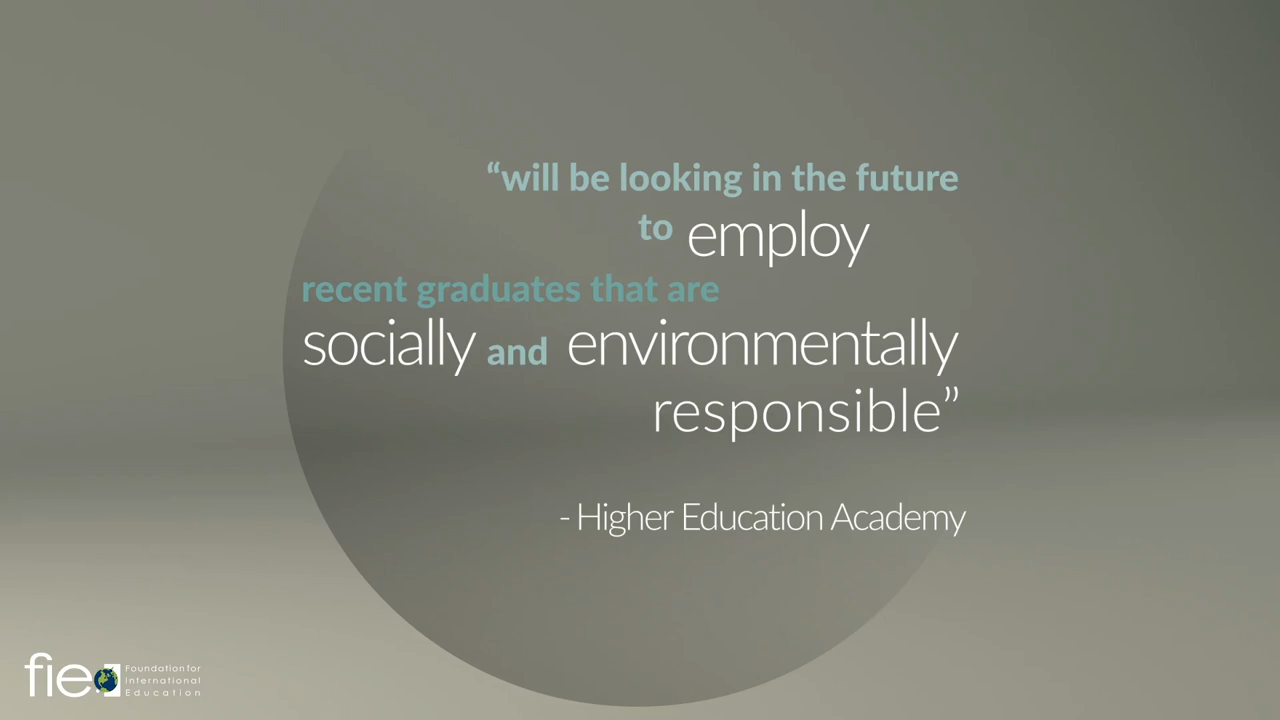 “will be looking in the future
to employ
recent graduates that are
socially and environmentally
responsible”
- Higher Education Academy
fie
Foundation for
International
Education